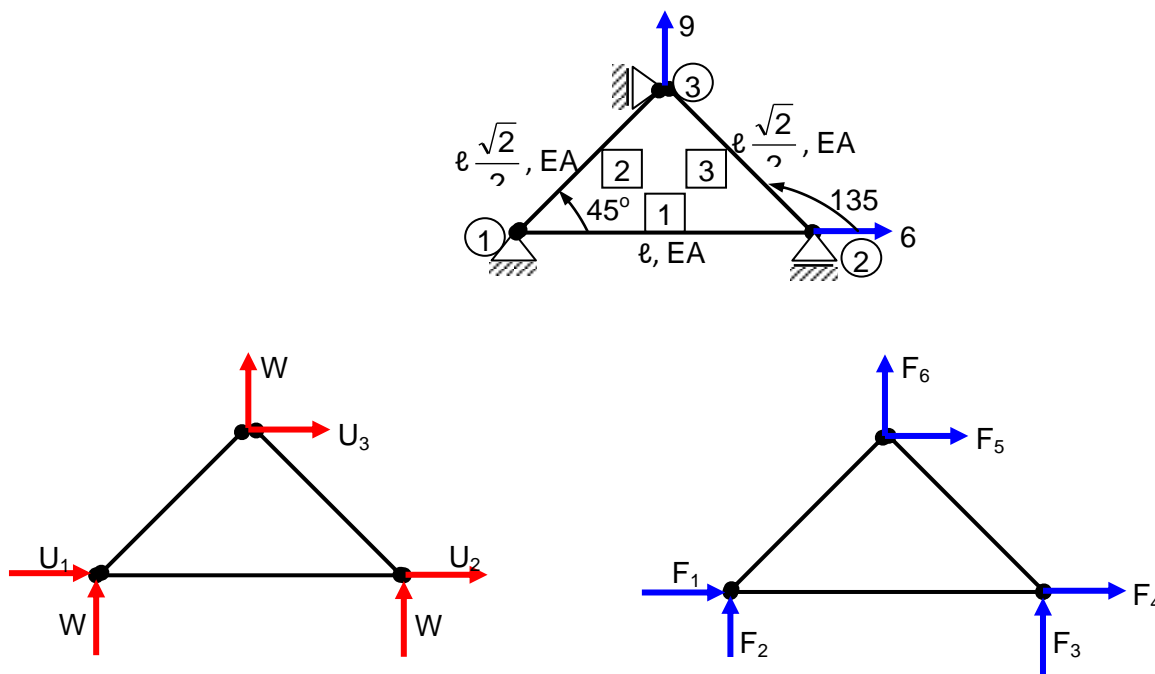 9
3
ℓ √2/2 , EA
ℓ √2/2 , EA
2
3
135
45°
1
1
6
ℓ, EA
2
W
F₆
U₃
F₅
U₁
U₂
F₁
F₄
W
W
F₂
F₃